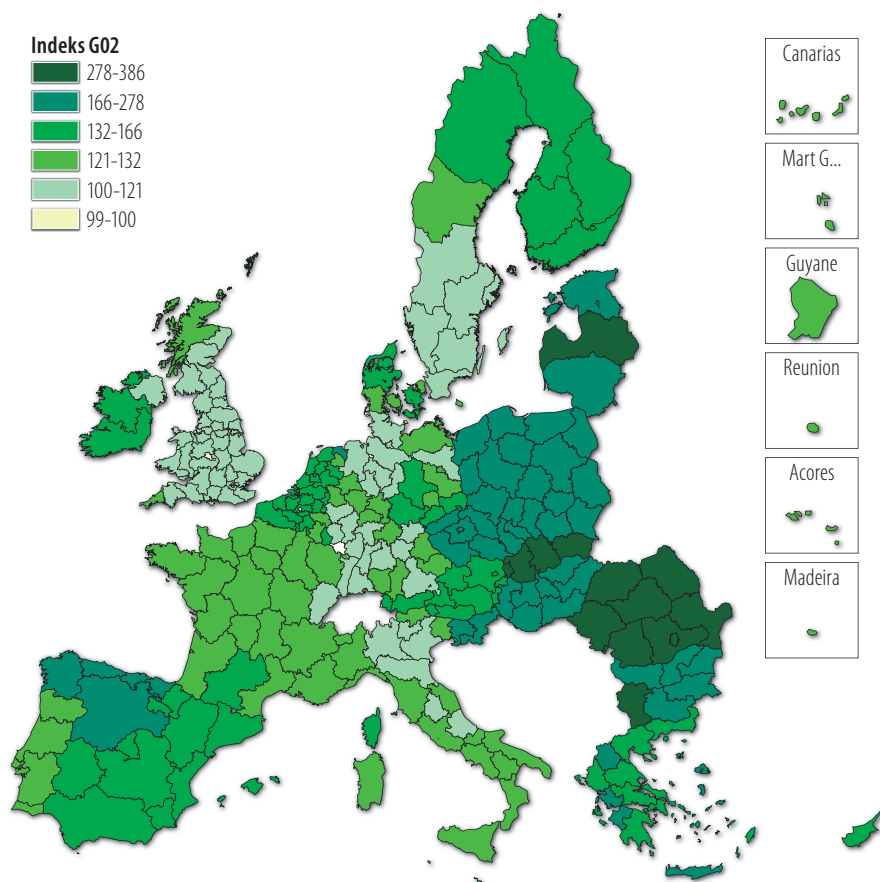 Indeks G02
278-386
166-278
132-166
121-132
100-121
99-100
Canarias
Mart G...
Guyane
Reunion
Acores
Madeira